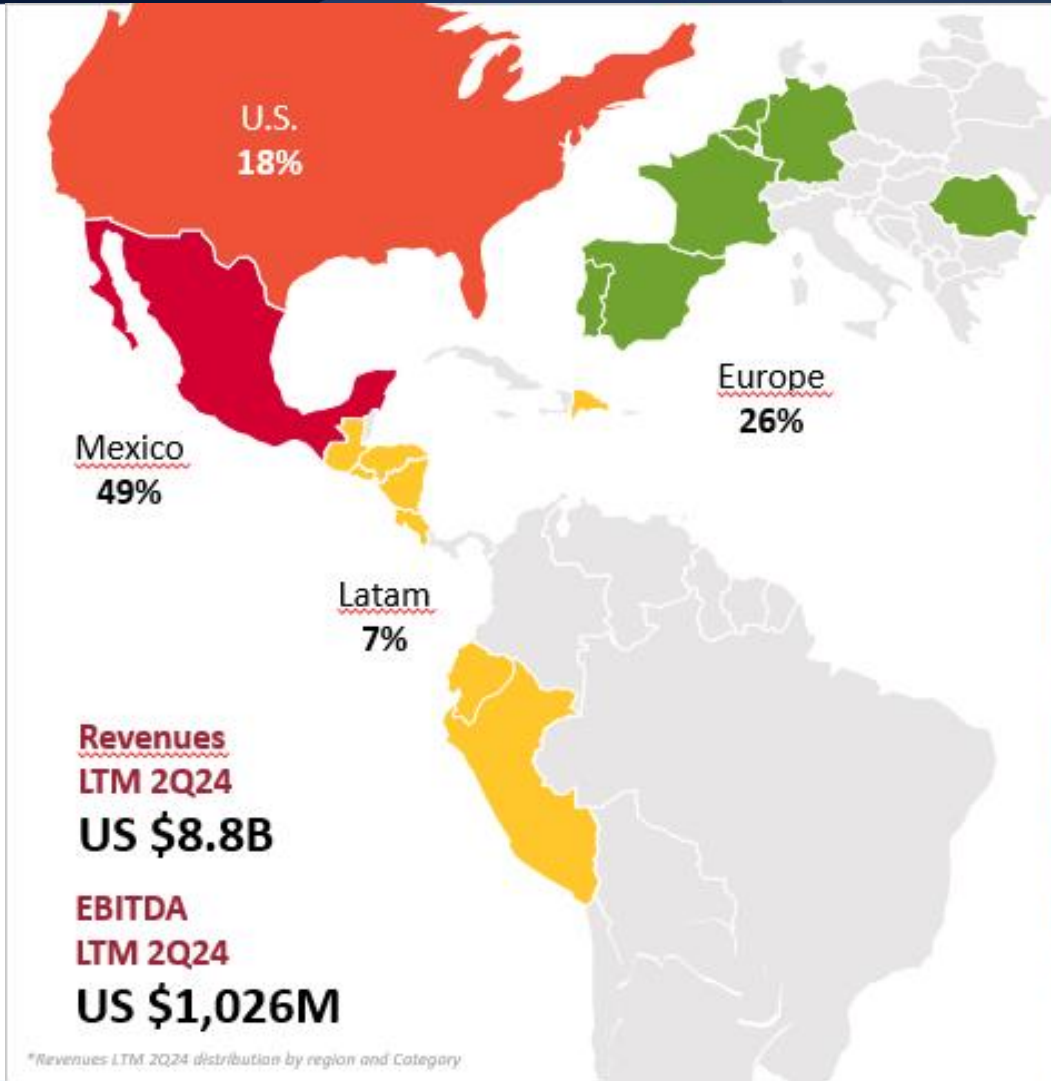 U.S.
18%
Europe
26%
Mexico
49%
Latam
7%
Revenues
LTM 2Q24
US $8.8B
EBITDA
LTM 2Q24
US $1,026M
*Revenues LTM 2Q24 distribution by region and Category